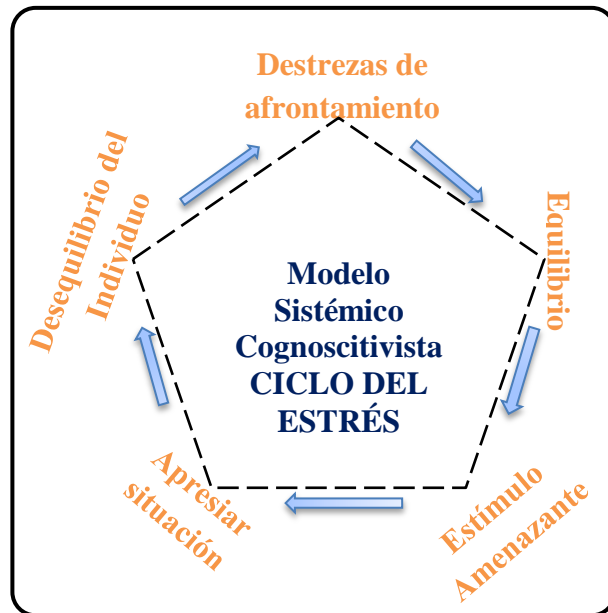 Destrezas de
afrontamiento
Desequilibrio del
Individuo
Equilibrio
Modelo
Sistémico
Cognoscitivista
CICLO DEL
ESTRÉS
Apresiar
situación
Estímulo
Amenazante